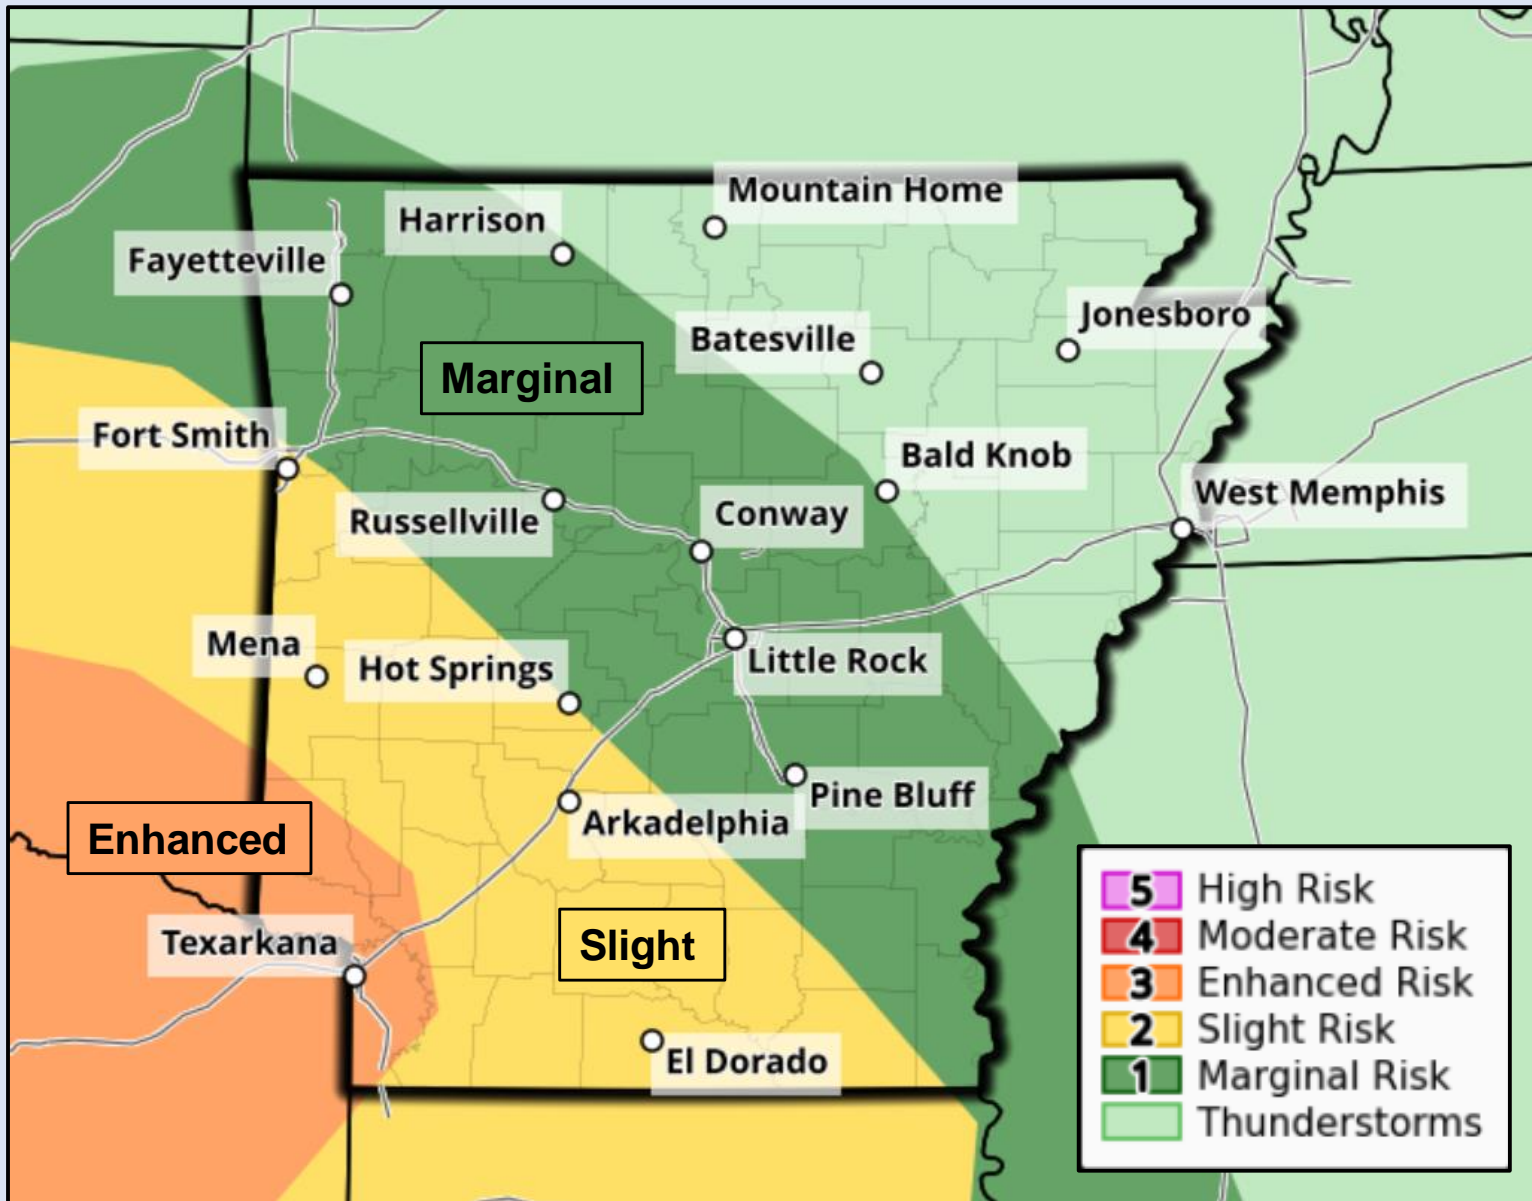 Mountain Home
Harrison
Fayetteville
Jonesboro
Batesville
Marginal
Fort Smith
Bald Knob
West Memphis
Russellville
Conway
Mena
Hot Springs
Little Rock
Pine Bluff
Arkadelphia
Enhanced
Texarkana
Slight
El Dorado
5 High Risk
4 Moderate Risk
3 Enhanced Risk
2 Slight Risk
1 Marginal Risk
Thunderstorms